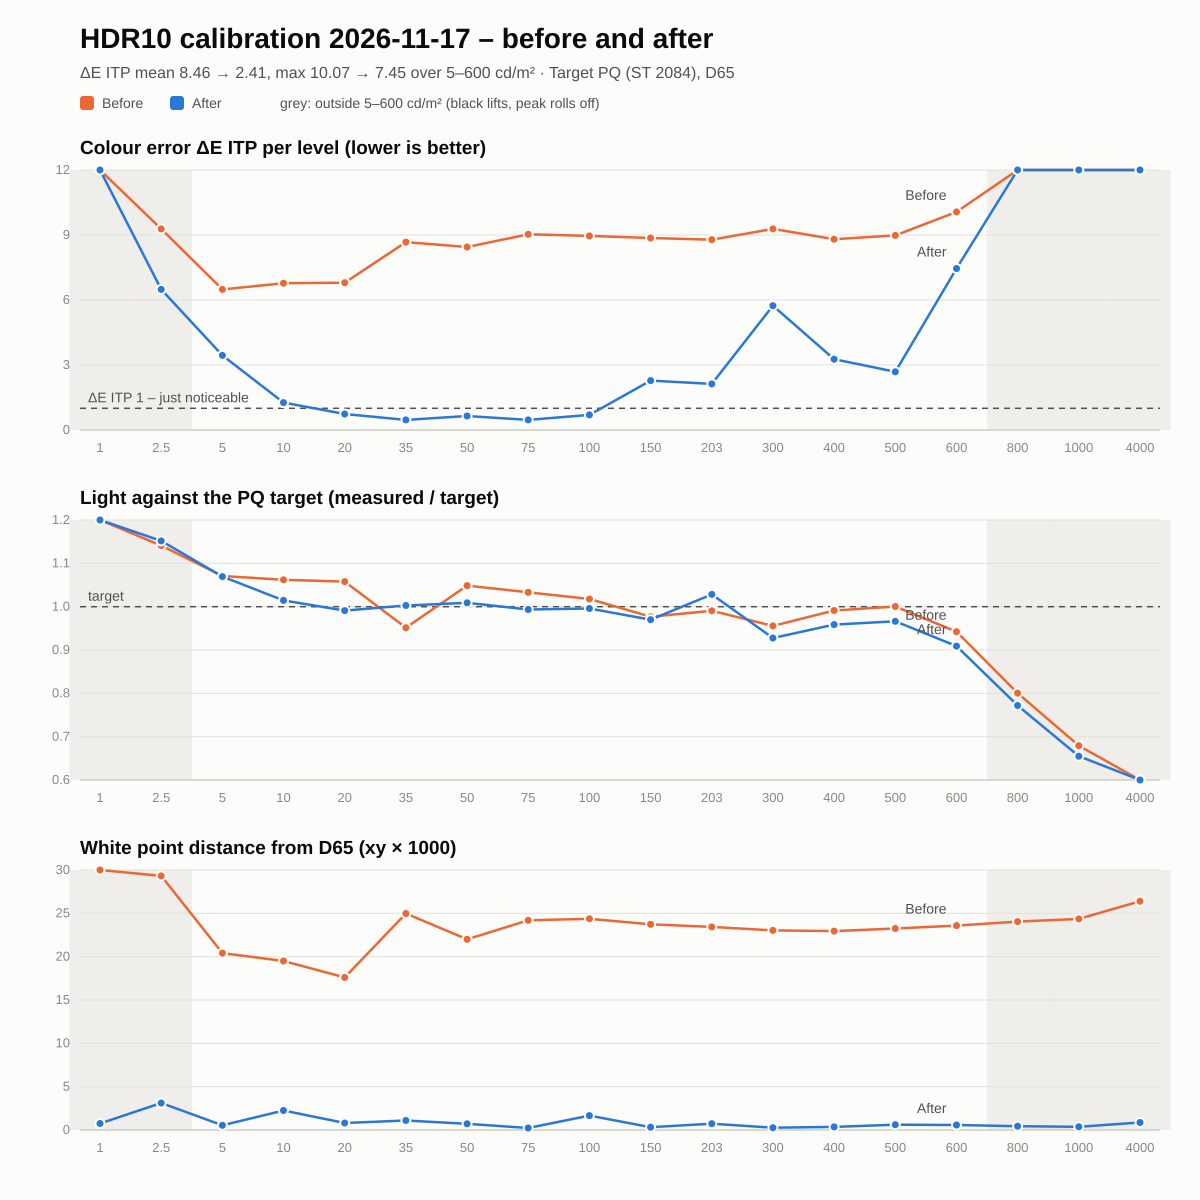 HDR10 calibration 2026-11-17 – before and after
ΔE ITP mean 8.46 → 2.41, max 10.07 → 7.45 over 5–600 cd/m² · Target PQ (ST 2084), D65
Before After grey: outside 5–600 cd/m² (black lifts, peak rolls off)
Colour error ΔE ITP per level (lower is better)
12
Before
9
After
6
3
ΔE ITP 1 – just noticeable
0
1 2.5 5 10 20 35 50 75 100 150 203 300 400 500 600 800 1000 4000
Light against the PQ target (measured / target)
1.2
1.1
target
1.0
Before
After
0.9
0.8
0.7
0.6
1 2.5 5 10 20 35 50 75 100 150 203 300 400 500 600 800 1000 4000
White point distance from D65 (xy × 1000)
30
Before
25
20
15
10
5
After
0
1 2.5 5 10 20 35 50 75 100 150 203 300 400 500 600 800 1000 4000